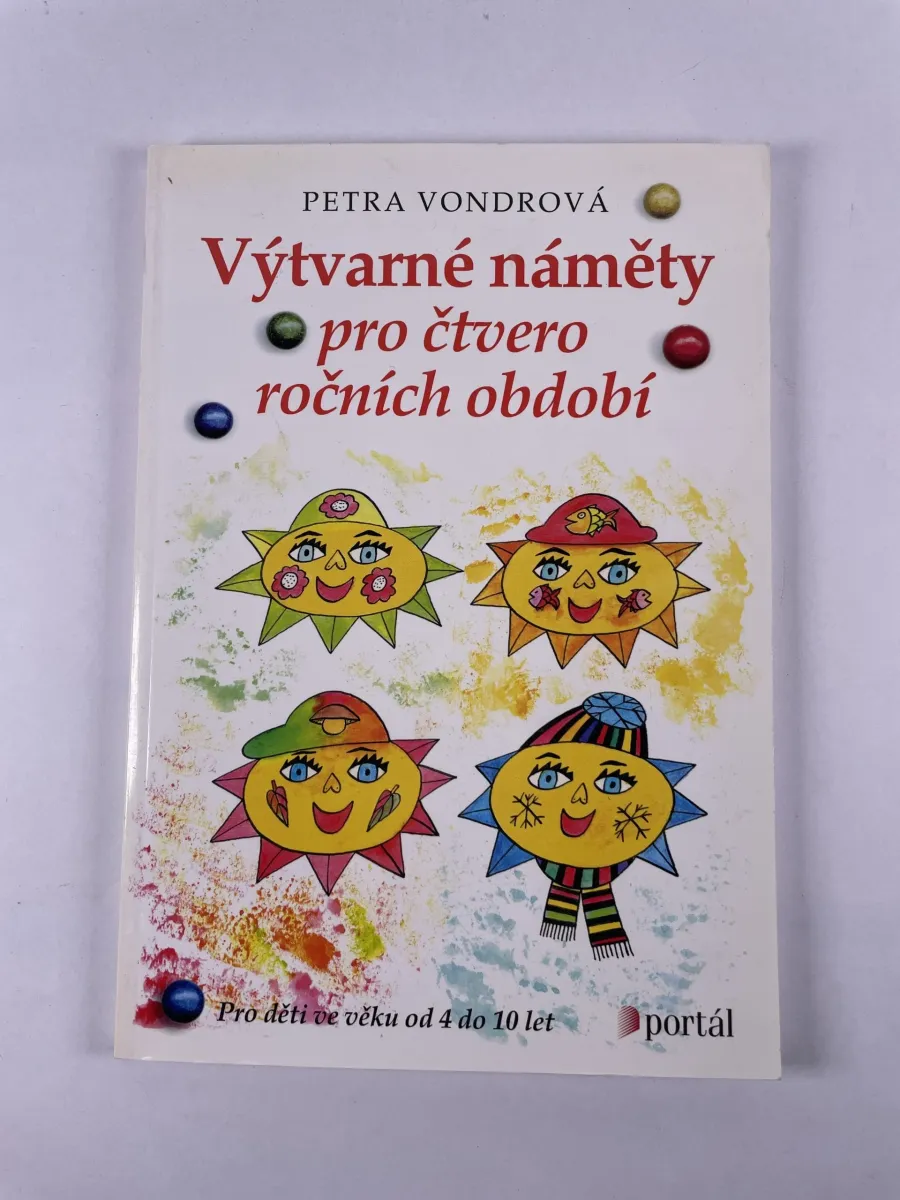 PETRA VONDROVÁ
Výtvarné náměty
pro čtvero
ročních období
Pro děti ve věku od 4 do 10 let
portál